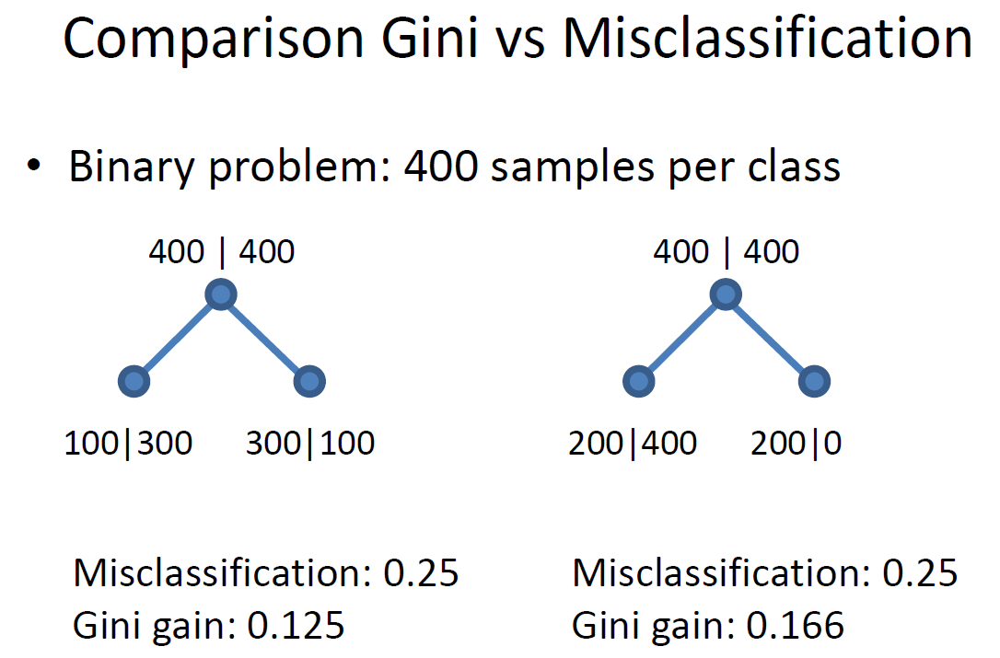 Comparison Gini vs Misclassification
• Binary problem: 400 samples per class
400 | 400
400 | 400
100|300
300|100
200|400
200|0
Misclassification: 0.25
Gini gain: 0.125
Misclassification: 0.25
Gini gain: 0.166